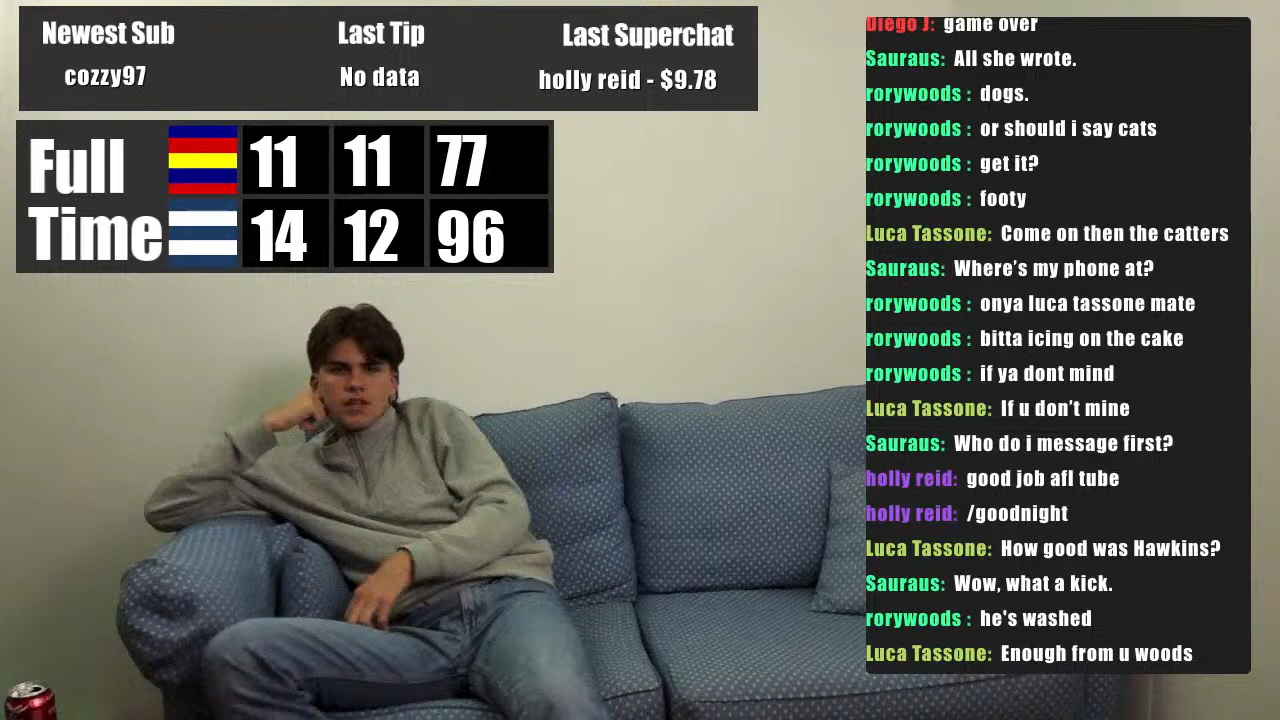 Newest Sub
Last Tip
Last Superchat
cozzy97
No data
holly reid - $9.78
Full
Time
11 11 77
14 12 96
Diego J: game over
Sauraus: All she wrote.
rorywoods : dogs.
rorywoods : or should i say cats
rorywoods : get it?
rorywoods : footy
Luca Tassone: Come on then the catters
Sauraus: Where's my phone at?
rorywoods : onya luca tassone mate
rorywoods : bitta icing on the cake
rorywoods : if ya dont mind
Luca Tassone: If u don't mine
Sauraus: Who do i message first?
holly reid: good job afl tube
holly reid: /goodnight
Luca Tassone: How good was Hawkins?
Sauraus: Wow, what a kick.
rorywoods : he's washed
Luca Tassone: Enough from u woods